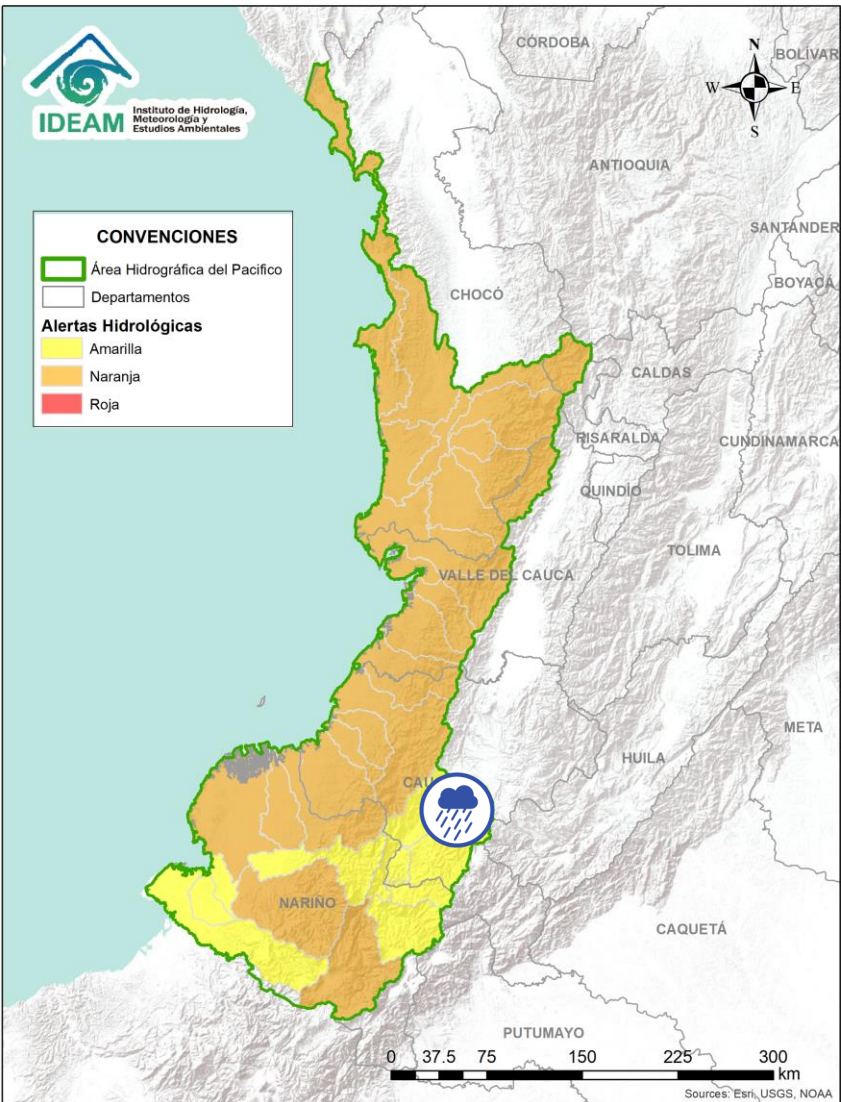 IDEAM
Instituto de Hidrología,
Meteorología y
Estudios Ambientales
N
W
E
S
CÓRDOBA
BOLIVAR
ANTIOQUIA
SANTANDER
BOYACÁ
CONVENCIONES
Área Hidrográfica del Pacifico
Departamentos
Alertas Hidrológicas
Amarilla
Naranja
Roja
CHOCÓ
CALDAS
RISARALDA
CUNDINAMARCA
QUINDÍO
TOLIMA
VALLE DEL CAUCA
META
HUILA
CAU
NARIÑO
CAQUETÁ
PUTUMAYO
0 37.5 75 150 225 300
km
Sources: Esri, USGS, NOAA